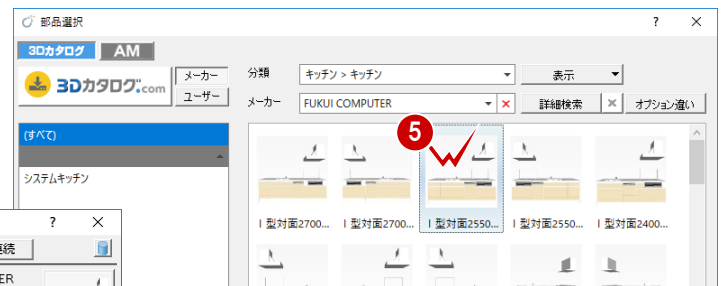 部品選択
? ×
3Dカタログ AM
3Dカタログ.com
メーカー
ユーザー
分類 キッチン > キッチン 表示
メーカー FUKUI COMPUTER × 詳細検索 × オプション違い
(すべて)
システムキッチン
5
I 型対面2700... I 型対面2700... I 型対面2550... I 型対面2550... I 型対面2400...
? ×
続
ER